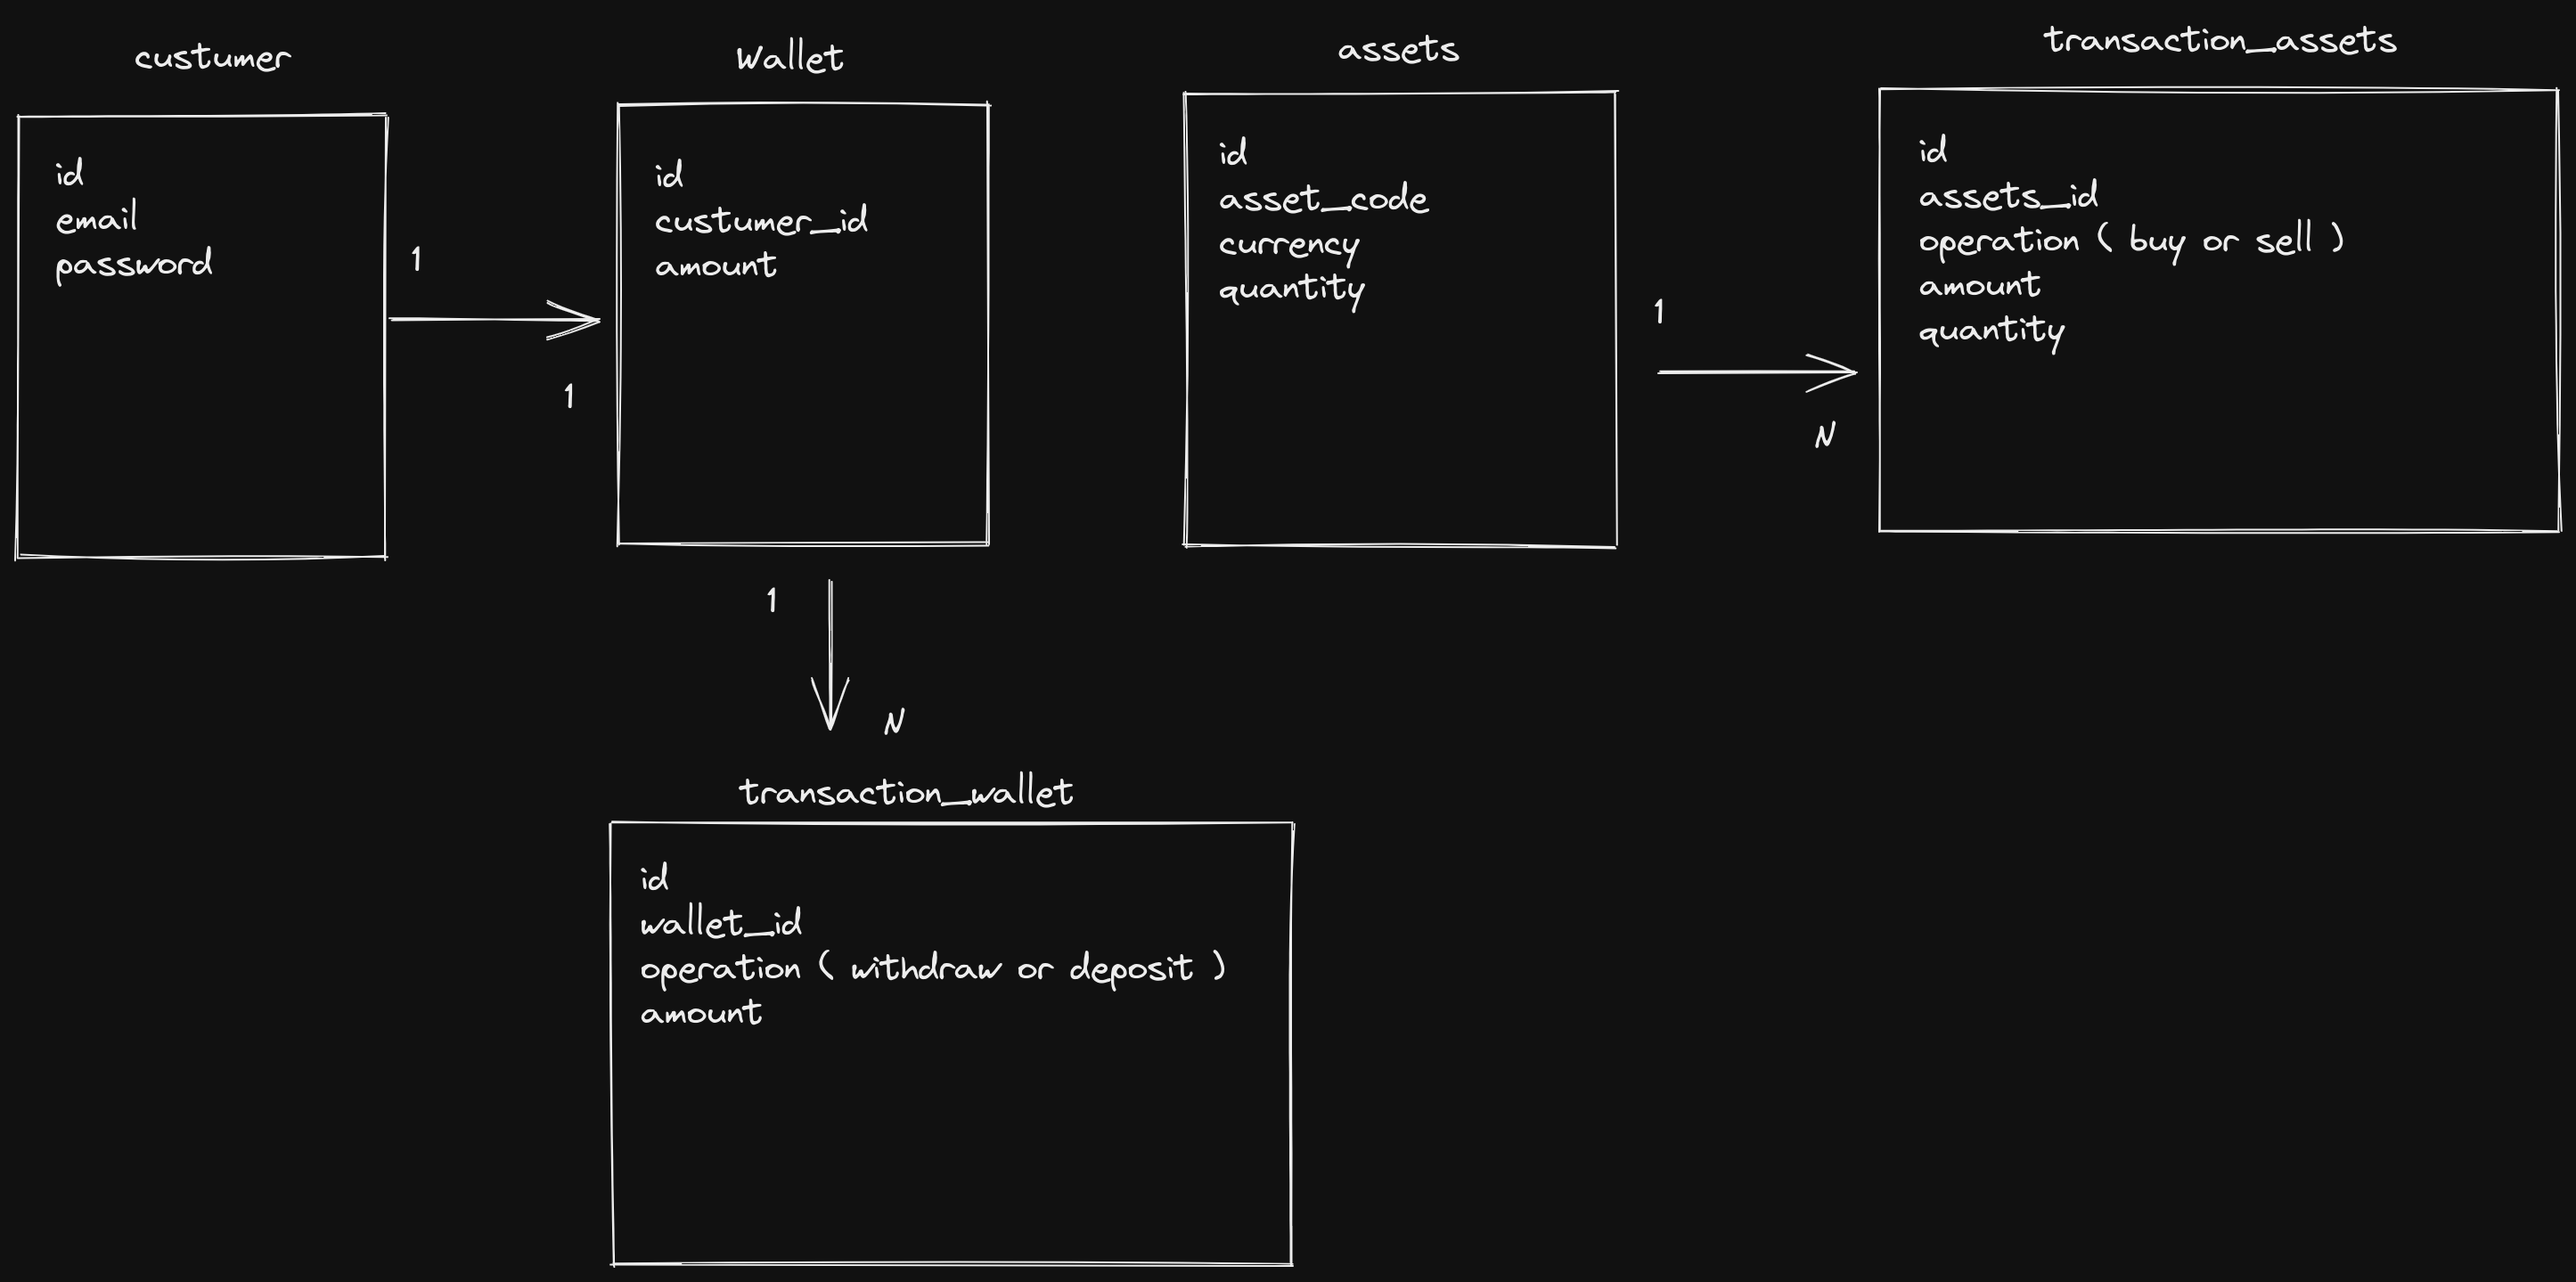 custumer
id
email
password
1
1
Wallet
id
custumer_id
amount
1
N
assets
id
asset_code
currency
quantity
1
N
transaction_assets
id
assets_id
operation ( buy or sell )
amount
quantity
transaction_wallet
id
wallet_id
operation ( withdraw or deposit )
amount